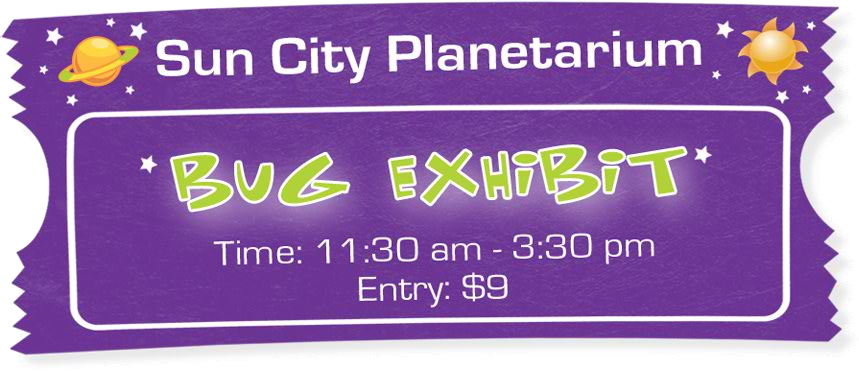 Sun City Planetarium
BUG EXHIBIT
Time: 11:30 am - 3:30 pm
Entry: $9